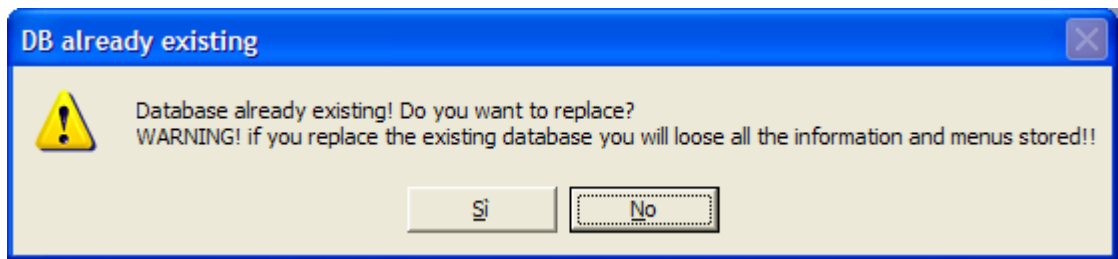 DB already existing
Database already existing! Do you want to replace?
WARNING! if you replace the existing database you will loose all the information and menus stored!!
Sì
No